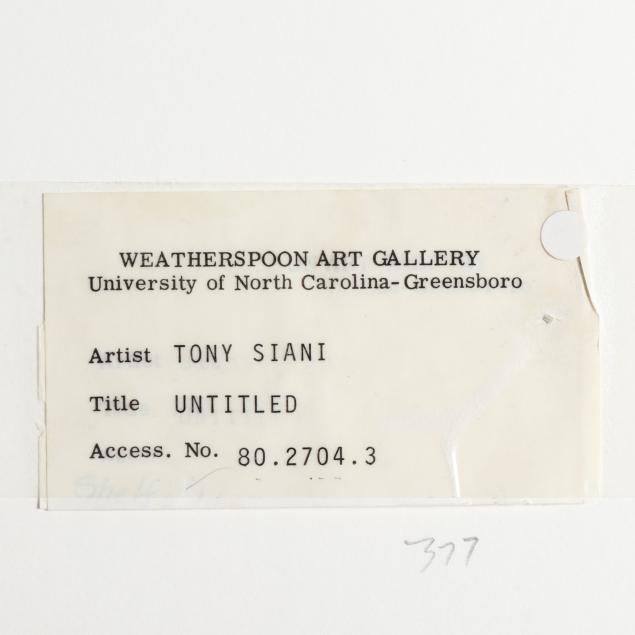 WEATHERSPOON ART GALLERY
University of North Carolina-Greensboro
Artist TONY SIANI
Title UNTITLED
Access. No. 80.2704.3
Shelf
377